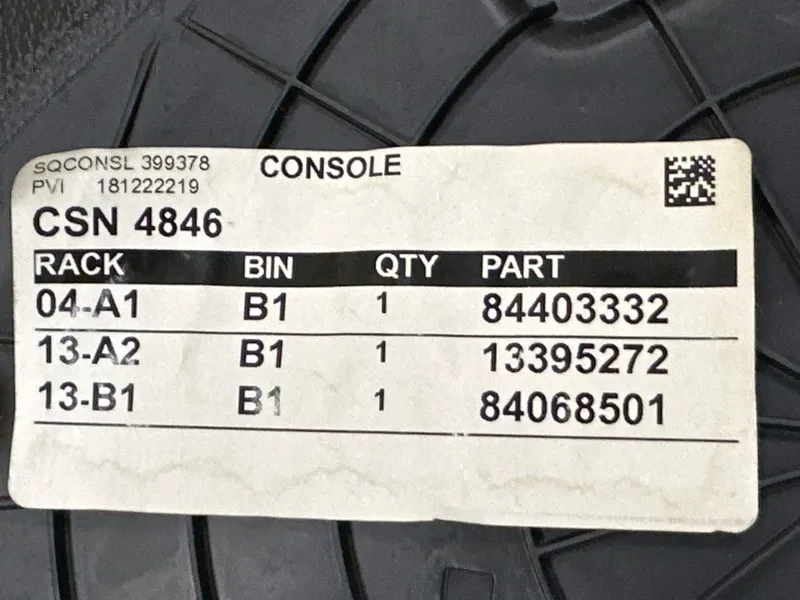 SQCONSL 399378 CONSOLE
PVI 181222219
CSN 4846
RACK BIN QTY PART
04-A1 B1 1 84403332
13-A2 B1 1 13395272
13-B1 B1 1 84068501